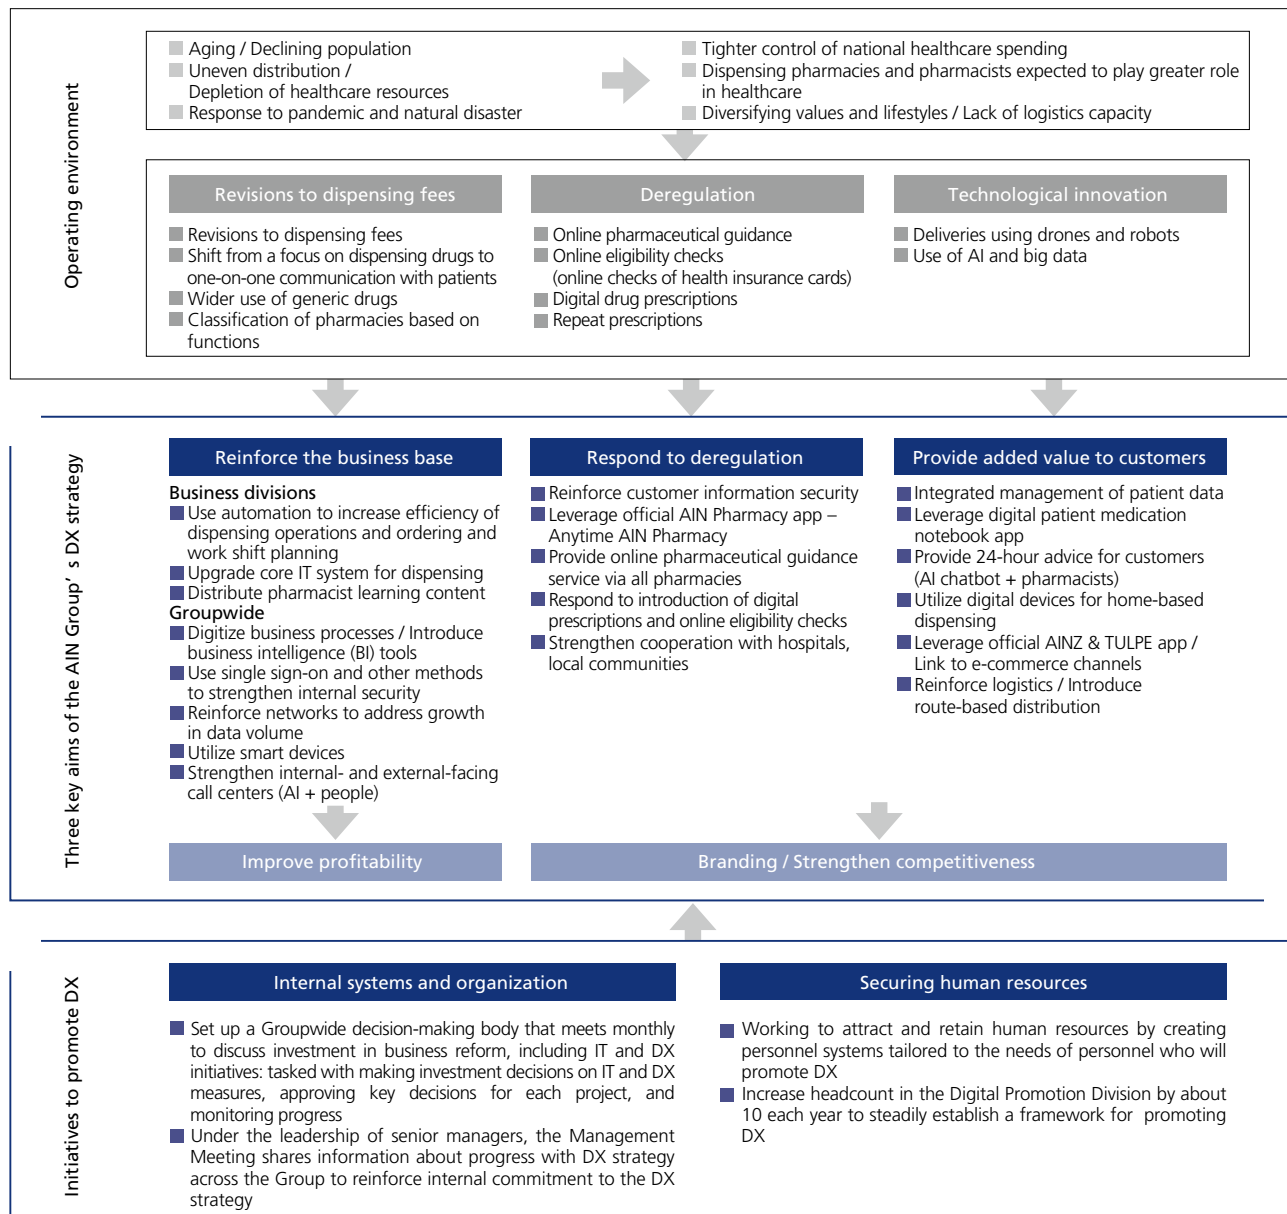 Operating environment
Aging / Declining population
Uneven distribution /
Depletion of healthcare resources
Response to pandemic and natural disaster
Tighter control of national healthcare spending
Dispensing pharmacies and pharmacists expected to play greater role
in healthcare
Diversifying values and lifestyles / Lack of logistics capacity
Revisions to dispensing fees
Revisions to dispensing fees
Shift from a focus on dispensing drugs to
one-on-one communication with patients
Wider use of generic drugs
Classification of pharmacies based on
functions
Deregulation
Online pharmaceutical guidance
Online eligibility checks
(online checks of health insurance cards)
Digital drug prescriptions
Repeat prescriptions
Technological innovation
Deliveries using drones and robots
Use of AI and big data
Three key aims of the AIN Group' s DX strategy
Reinforce the business base
Business divisions
Use automation to increase efficiency of
dispensing operations and ordering and
work shift planning
Upgrade core IT system for dispensing
Distribute pharmacist learning content
Groupwide
Digitize business processes / Introduce
business intelligence (BI) tools
Use single sign-on and other methods
to strengthen internal security
Reinforce networks to address growth
in data volume
Utilize smart devices
Strengthen internal- and external-facing
call centers (AI + people)
Respond to deregulation
Reinforce customer information security
Leverage official AIN Pharmacy app –
Anytime AIN Pharmacy
Provide online pharmaceutical guidance
service via all pharmacies
Respond to introduction of digital
prescriptions and online eligibility checks
Strengthen cooperation with hospitals,
local communities
Provide added value to customers
Integrated management of patient data
Leverage digital patient medication
notebook app
Provide 24-hour advice for customers
(AI chatbot + pharmacists)
Utilize digital devices for home-based
dispensing
Leverage official AINZ & TULPE app /
Link to e-commerce channels
Reinforce logistics / Introduce
route-based distribution
Improve profitability
Branding / Strengthen competitiveness
Initiatives to promote DX
Internal systems and organization
Set up a Groupwide decision-making body that meets monthly
to discuss investment in business reform, including IT and DX
initiatives: tasked with making investment decisions on IT and DX
measures, approving key decisions for each project, and
monitoring progress
Under the leadership of senior managers, the Management
Meeting shares information about progress with DX strategy
across the Group to reinforce internal commitment to the DX
strategy
Securing human resources
Working to attract and retain human resources by creating
personnel systems tailored to the needs of personnel who will
promote DX
Increase headcount in the Digital Promotion Division by about
10 each year to steadily establish a framework for promoting
DX